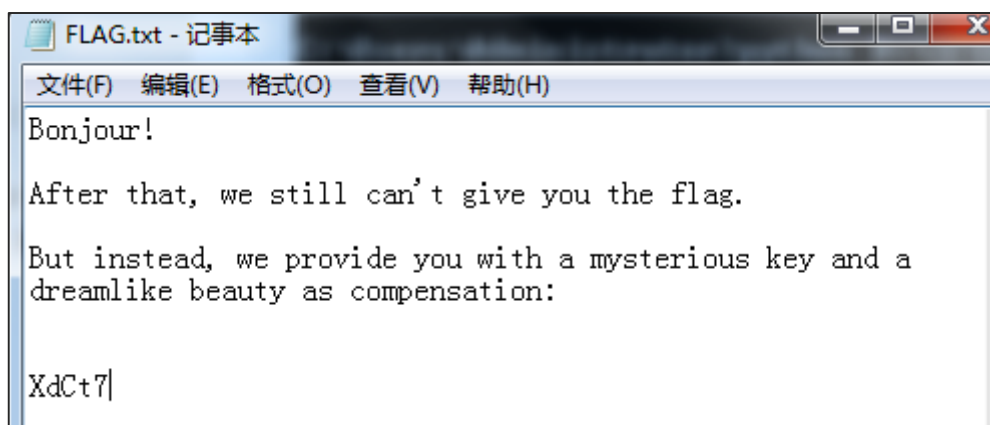 FLAG.txt - 记事本
文件(F) 编辑(E) 格式(O) 查看(V) 帮助(H)
Bonjour!
After that, we still can't give you the flag.
But instead, we provide you with a mysterious key and a
dreamlike beauty as compensation:
XdCt7